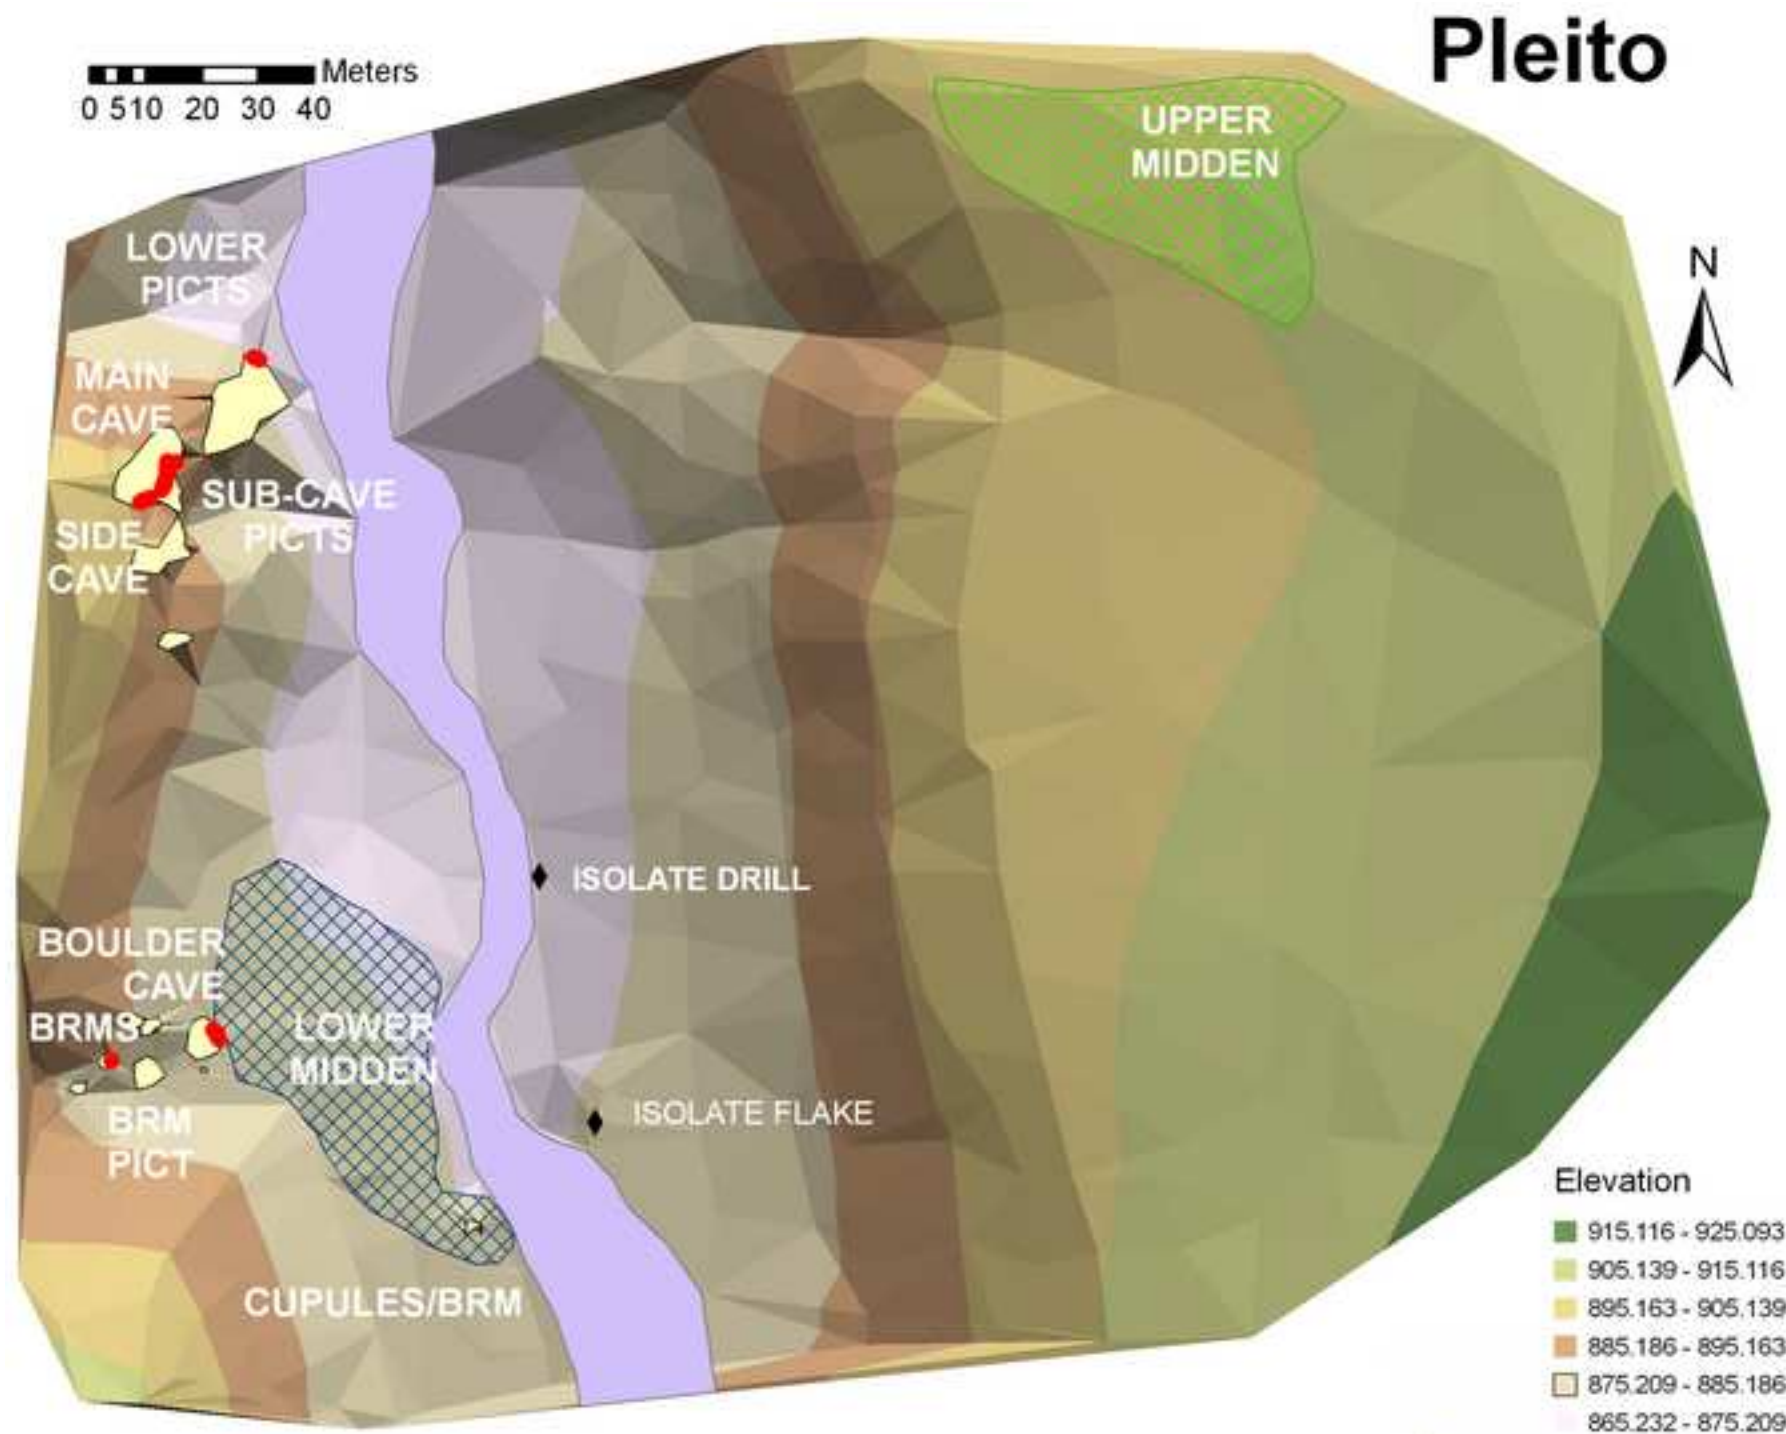 Pleito
Meters
0 5 10 20 30 40
UPPER
MIDDEN
N
LOWER
PICTS
MAIN
CAVE
SUB-CAVE
PICTS
SIDE
CAVE
ISOLATE DRILL
BOULDER
CAVE
BRMS
LOWER
MIDDEN
BRM
PICT
ISOLATE FLAKE
CUPULES/BRM
Elevation
915.116 - 925.093
905.139 - 915.116
895.163 - 905.139
885.186 - 895.163
875.209 - 885.186
865.232 - 875.209